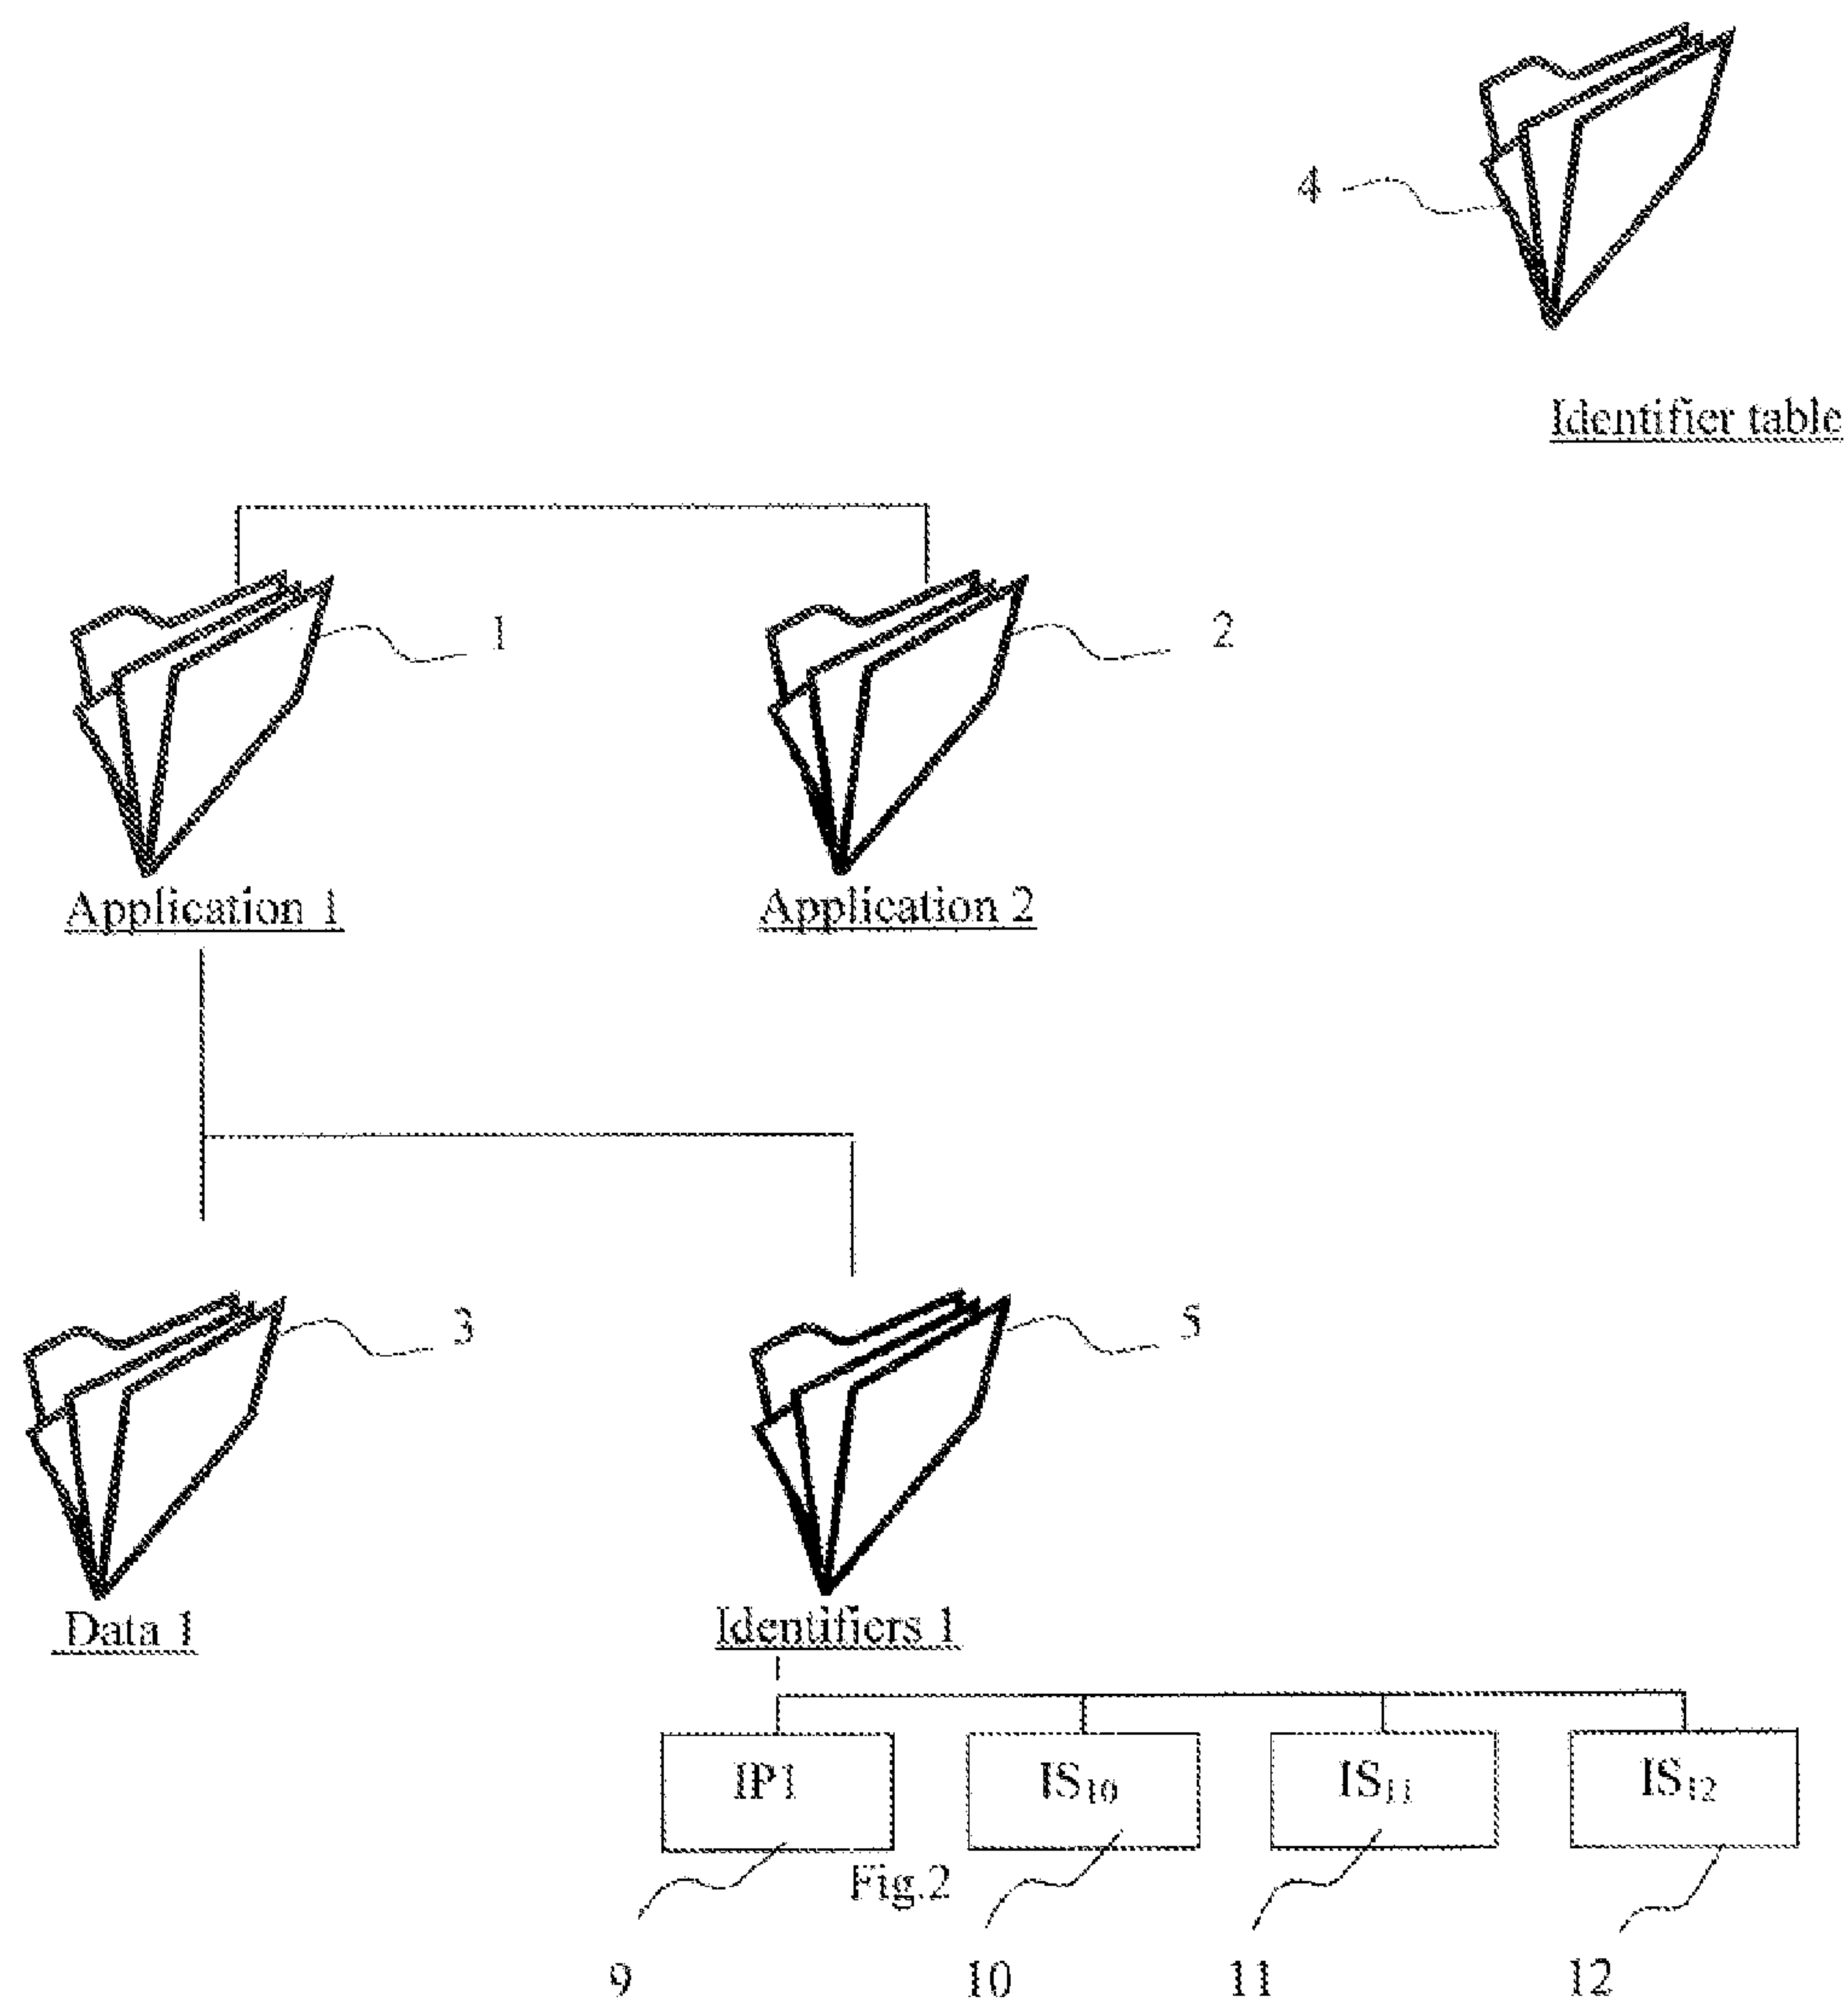 4
Identifier table
1
2
Application 1
Application 2
3
5
Data 1
Identifiers 1
IP1
IS₁₀
IS₁₁
IS₁₂
Fig.2
9
10
11
12